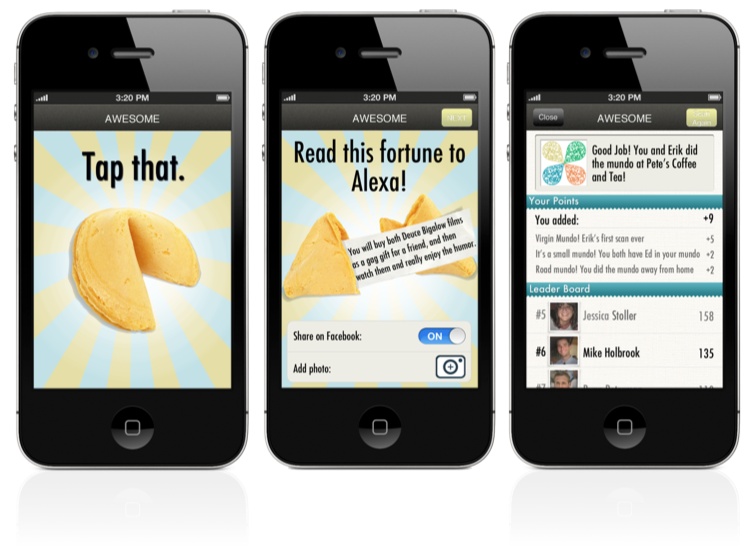 3:20 PM
AWESOME
Tap that.
3:20 PM
AWESOME
Read this fortune to
Alexa!
You will buy both Deuce Bigalow films
as a gag gift for a friend, and then
watch them and really enjoy the humor.
Share on Facebook:
ON
Add photo:
3:20 PM
Close
AWESOME
Again
Good Job! You and Erik did
the mundo at Pete's Coffee
and Tea!
Your Points
You added: +9
Virgin Mundo! Erik's first scan ever +5
It's a small mundo! You both have Ed in your mundo +2
Road mundo! You did the mundo away from home +2
Leader Board
#5 Jessica Stoller 158
#6 Mike Holbrook 135
#7